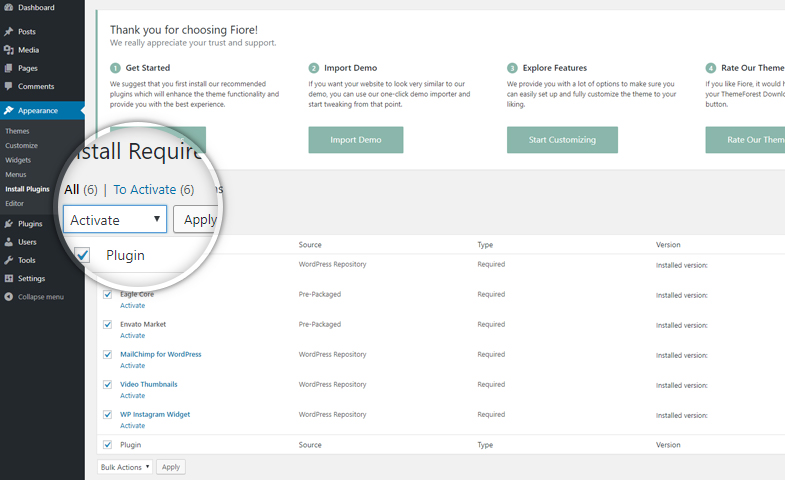 Dashboard
Posts
Media
Pages
Comments
Appearance
Themes
Customize
Widgets
Menus
Install Plugins
Editor
Plugins
Users
Tools
Settings
Collapse menu
Thank you for choosing Fiore!
We really appreciate your trust and support.
1 Get Started
We suggest that you first install our recommended
plugins which will enhance the theme functionality and
provide you with the best experience.
2 Import Demo
If you want your website to look very similar to our
demo, you can use our one-click demo importer and
start tweaking from that point.
Import Demo
3 Explore Features
We provide you with a lot of options to make sure you
can easily set up and fully customize the theme to your
liking.
Start Customizing
4 Rate Our Theme
If you like Fiore, it would h
your ThemeForest Downlo
button.
Rate Our Them
nstall Require
All (6) | To Activate (6)
Activate Apply
Plugin
Source Type Version
WordPress Repository Required Installed version:
Eagle Core Pre-Packaged Required Installed version:
Activate
Envato Market Pre-Packaged Required Installed version:
Activate
MailChimp for WordPress WordPress Repository Required Installed version:
Activate
Video Thumbnails WordPress Repository Required Installed version:
Activate
WP Instagram Widget WordPress Repository Required Installed version:
Activate
Plugin Source Type Version
Bulk Actions Apply